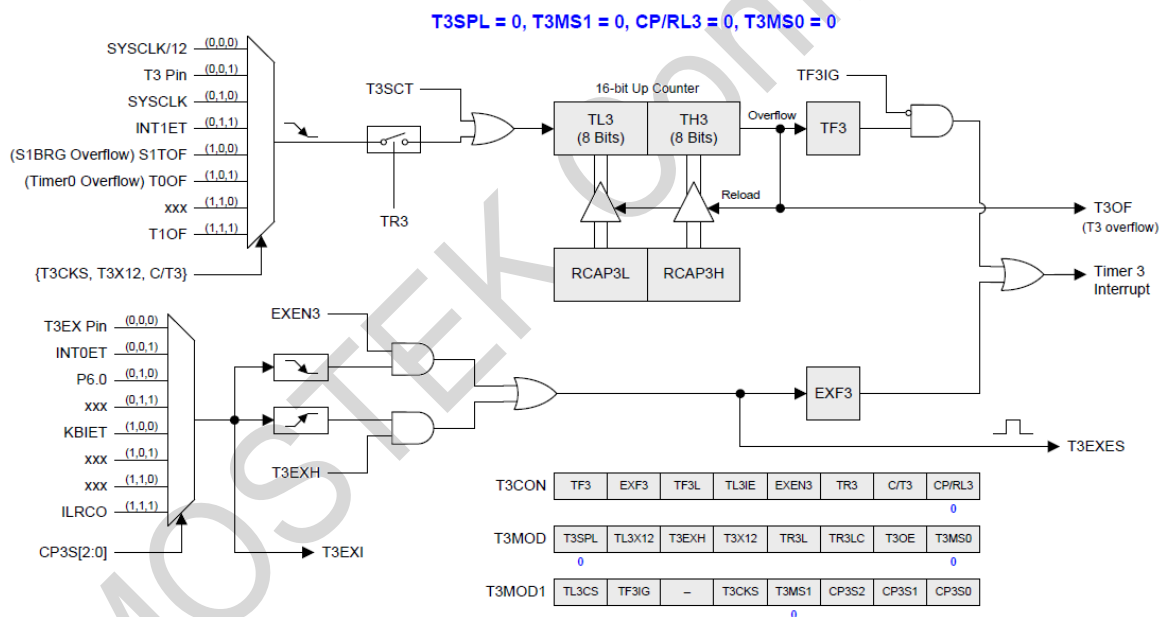 T3SPL = 0, T3MS1 = 0, CP/RL3 = 0, T3MS0 = 0
SYSCLK/12 (0,0,0)
T3 Pin (0,0,1)
SYSCLK (0,1,0)
INT1ET (0,1,1)
(S1BRG Overflow) S1TOF (1,0,0)
(Timer0 Overflow) T0OF (1,0,1)
xxx (1,1,0)
T1OF (1,1,1)
{T3CKS, T3X12, C/T3}
T3SCT
TR3
16-bit Up Counter
TL3
(8 Bits)
TH3
(8 Bits)
Overflow
TF3
TF3IG
Reload
RCAP3L
RCAP3H
T3OF
(T3 overflow)
Timer 3
Interrupt
T3EX Pin (0,0,0)
INT0ET (0,0,1)
P6.0 (0,1,0)
xxx (0,1,1)
KBIET (1,0,0)
xxx (1,0,1)
xxx (1,1,0)
ILRCO (1,1,1)
CP3S[2:0]
EXEN3
T3EXH
T3EXI
EXF3
T3EXES
T3CON TF3 EXF3 TF3L TL3IE EXEN3 TR3 C/T3 CP/RL3
0
T3MOD T3SPL TL3X12 T3EXH T3X12 TR3L TR3LC T3OE T3MS0
0 0
T3MOD1 TL3CS TF3IG – T3CKS T3MS1 CP3S2 CP3S1 CP3S0
0
MOSTEK Com